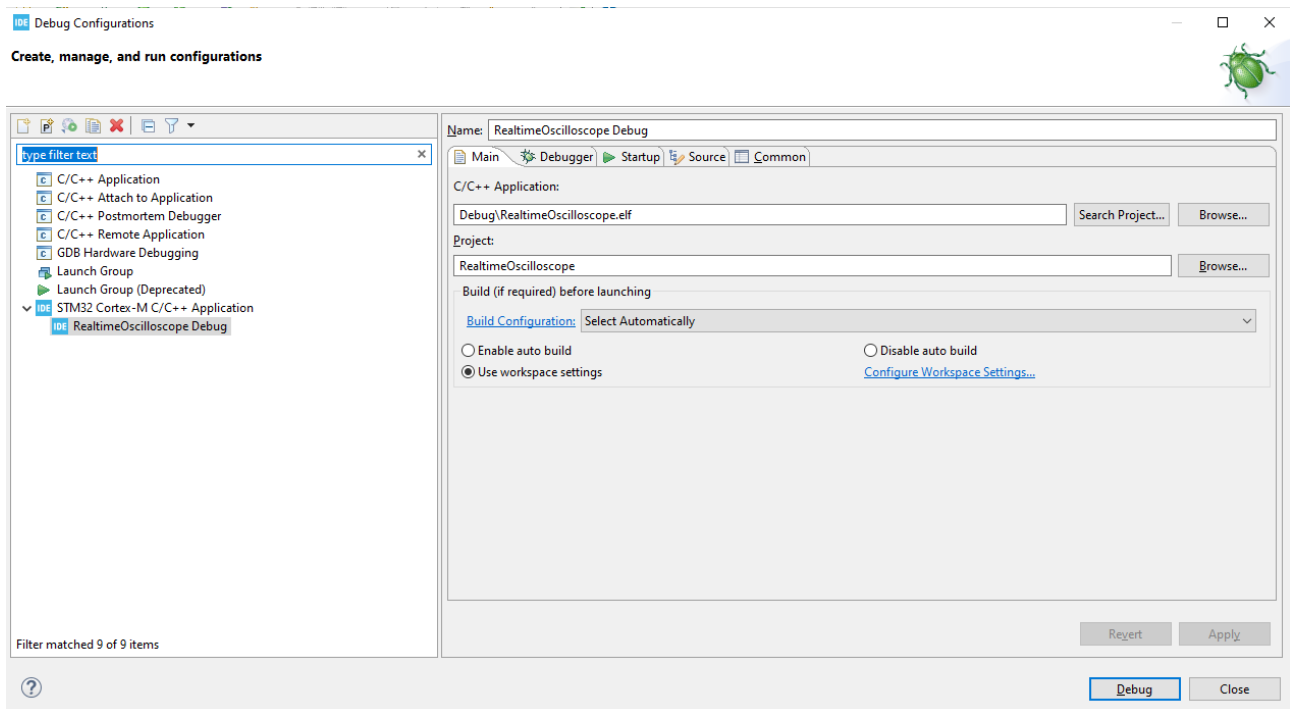 IDE Debug Configurations
Create, manage, and run configurations
type filter text
C/C++ Application
C/C++ Attach to Application
C/C++ Postmortem Debugger
C/C++ Remote Application
GDB Hardware Debugging
Launch Group
Launch Group (Deprecated)
IDE STM32 Cortex-M C/C++ Application
IDE RealtimeOscilloscope Debug
Filter matched 9 of 9 items
Name: RealtimeOscilloscope Debug
Main Debugger Startup Source Common
C/C++ Application:
Debug\RealtimeOscilloscope.elf Search Project... Browse...
Project:
RealtimeOscilloscope Browse...
Build (if required) before launching
Build Configuration: Select Automatically
Enable auto build Disable auto build
Use workspace settings Configure Workspace Settings...
Revert Apply
? Debug Close